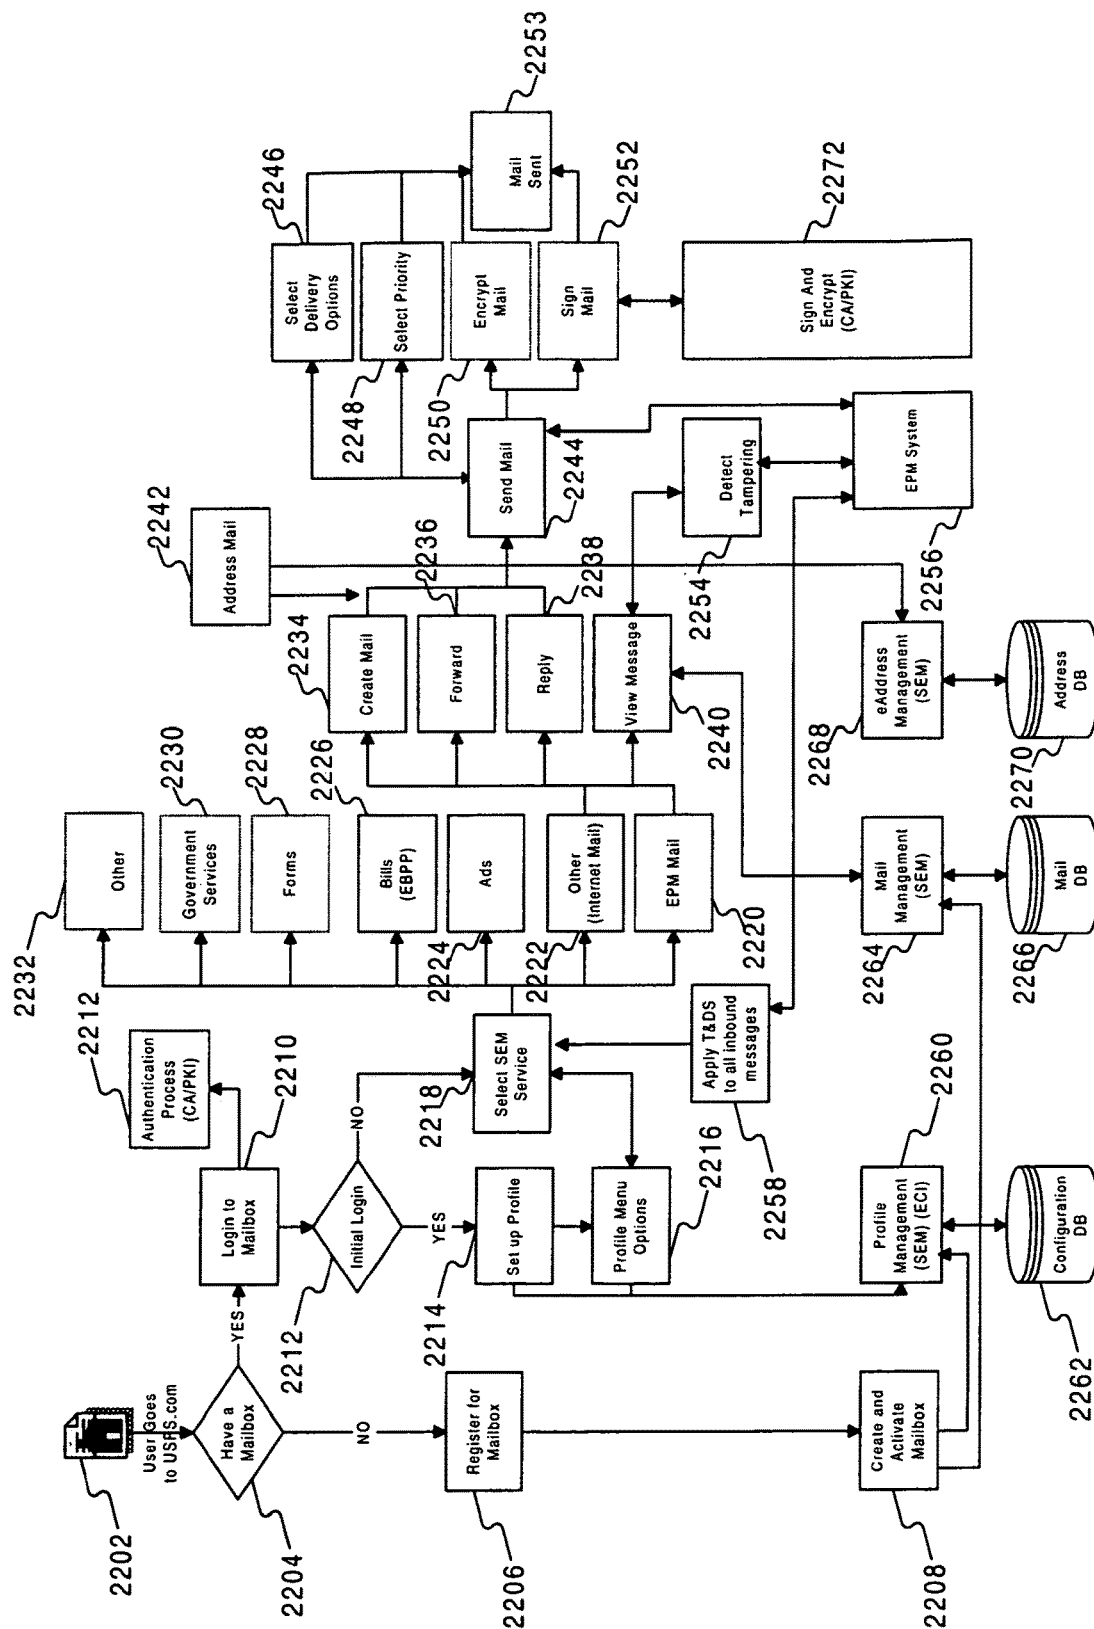 2202
User Goes
to USPS.com
2204
Have a
Mailbox
YES
NO
2206
Register for
Mailbox
2208
Create and
Activate
Mailbox
2212
Authentication
Process
(CA/PKI)
2210
Login to
Mailbox
2212
Initial Login
NO
YES
2214
Set up Profile
2216
Profile Menu
Options
2218
Select SEM
Service
2258
Apply T&DS
to all inbound
messages
2260
Profile
Management
(SEM) (ECI)
2262
Configuration
DB
2232
Other
2230
Government
Services
2228
Forms
2226
Bills
(EBPP)
2224
Ads
2222
Other
(Internet Mail)
2220
EPM Mail
2264
Mail
Management
(SEM)
2266
Mail
DB
2242
Address Mail
2234
Create Mail
2236
Forward
2238
Reply
2240
View Message
2268
eAddress
Management
(SEM)
2270
Address
DB
2244
Send Mail
2254
Detect
Tampering
2256
EPM System
2246
Select
Delivery
Options
2248
Select Priority
2250
Encrypt
Mail
2252
Sign
Mail
2253
Mail
Sent
2272
Sign And
Encrypt
(CA/PKI)